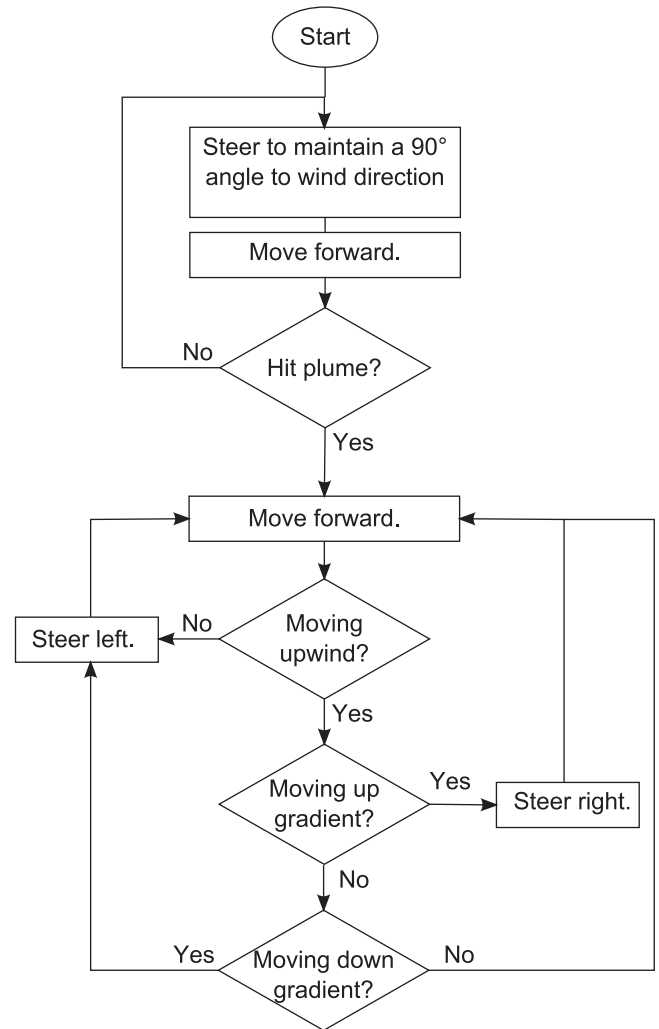 Start
Steer to maintain a 90°
angle to wind direction
Move forward.
No
Hit plume?
Yes
Move forward.
Steer left.
No
Moving
upwind?
Yes
Moving up
gradient?
Yes
Steer right.
No
Yes
Moving down
gradient?
No